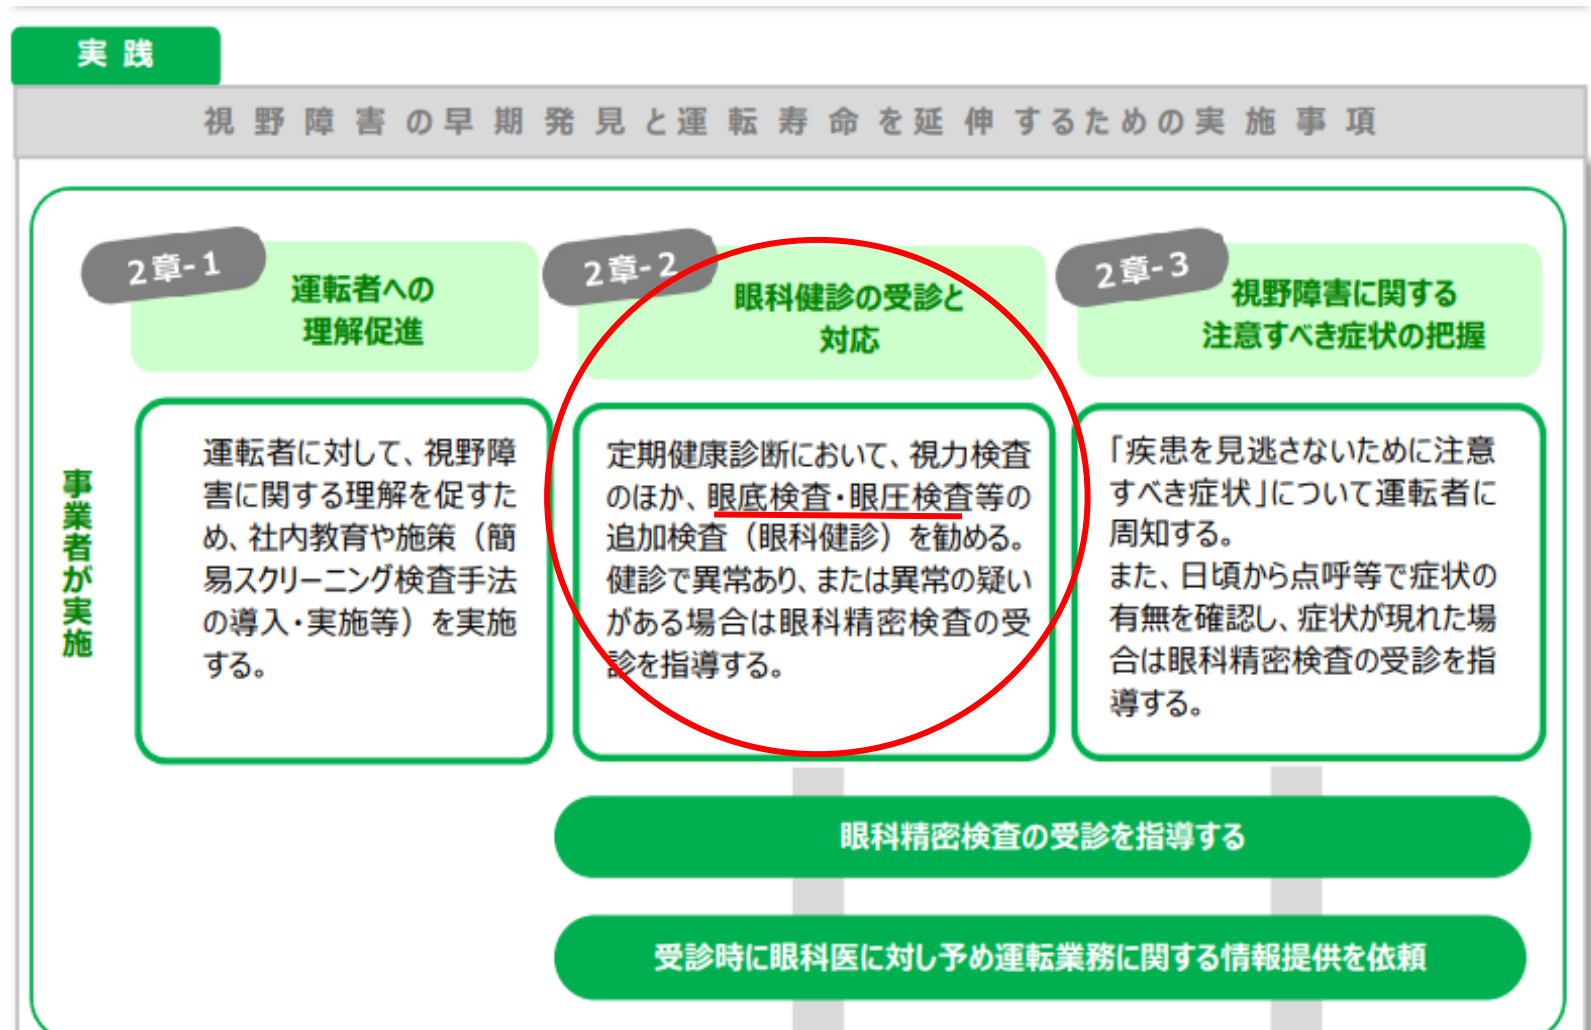 実践
視野障害の早期発見と運転寿命を延伸するための実施事項
2章-1
運転者への
理解促進
2章-2
眼科健診の受診と
対応
2章-3
視野障害に関する
注意すべき症状の把握
事業者が実施
運転者に対して、視野障
害に関する理解を促すた
め、社内教育や施策（簡
易スクリーニング検査手法
の導入・実施等）を実施
する。
定期健康診断において、視力検査
のほか、眼底検査・眼圧検査等の
追加検査（眼科健診）を勧める。
健診で異常あり、または異常の疑い
がある場合は眼科精密検査の受
診を指導する。
「疾患を見逃さないために注意
すべき症状」について運転者に
周知する。
また、日頃から点呼等で症状の
有無を確認し、症状が現れた場
合は眼科精密検査の受診を指
導する。
眼科精密検査の受診を指導する
受診時に眼科医に対し予め運転業務に関する情報提供を依頼